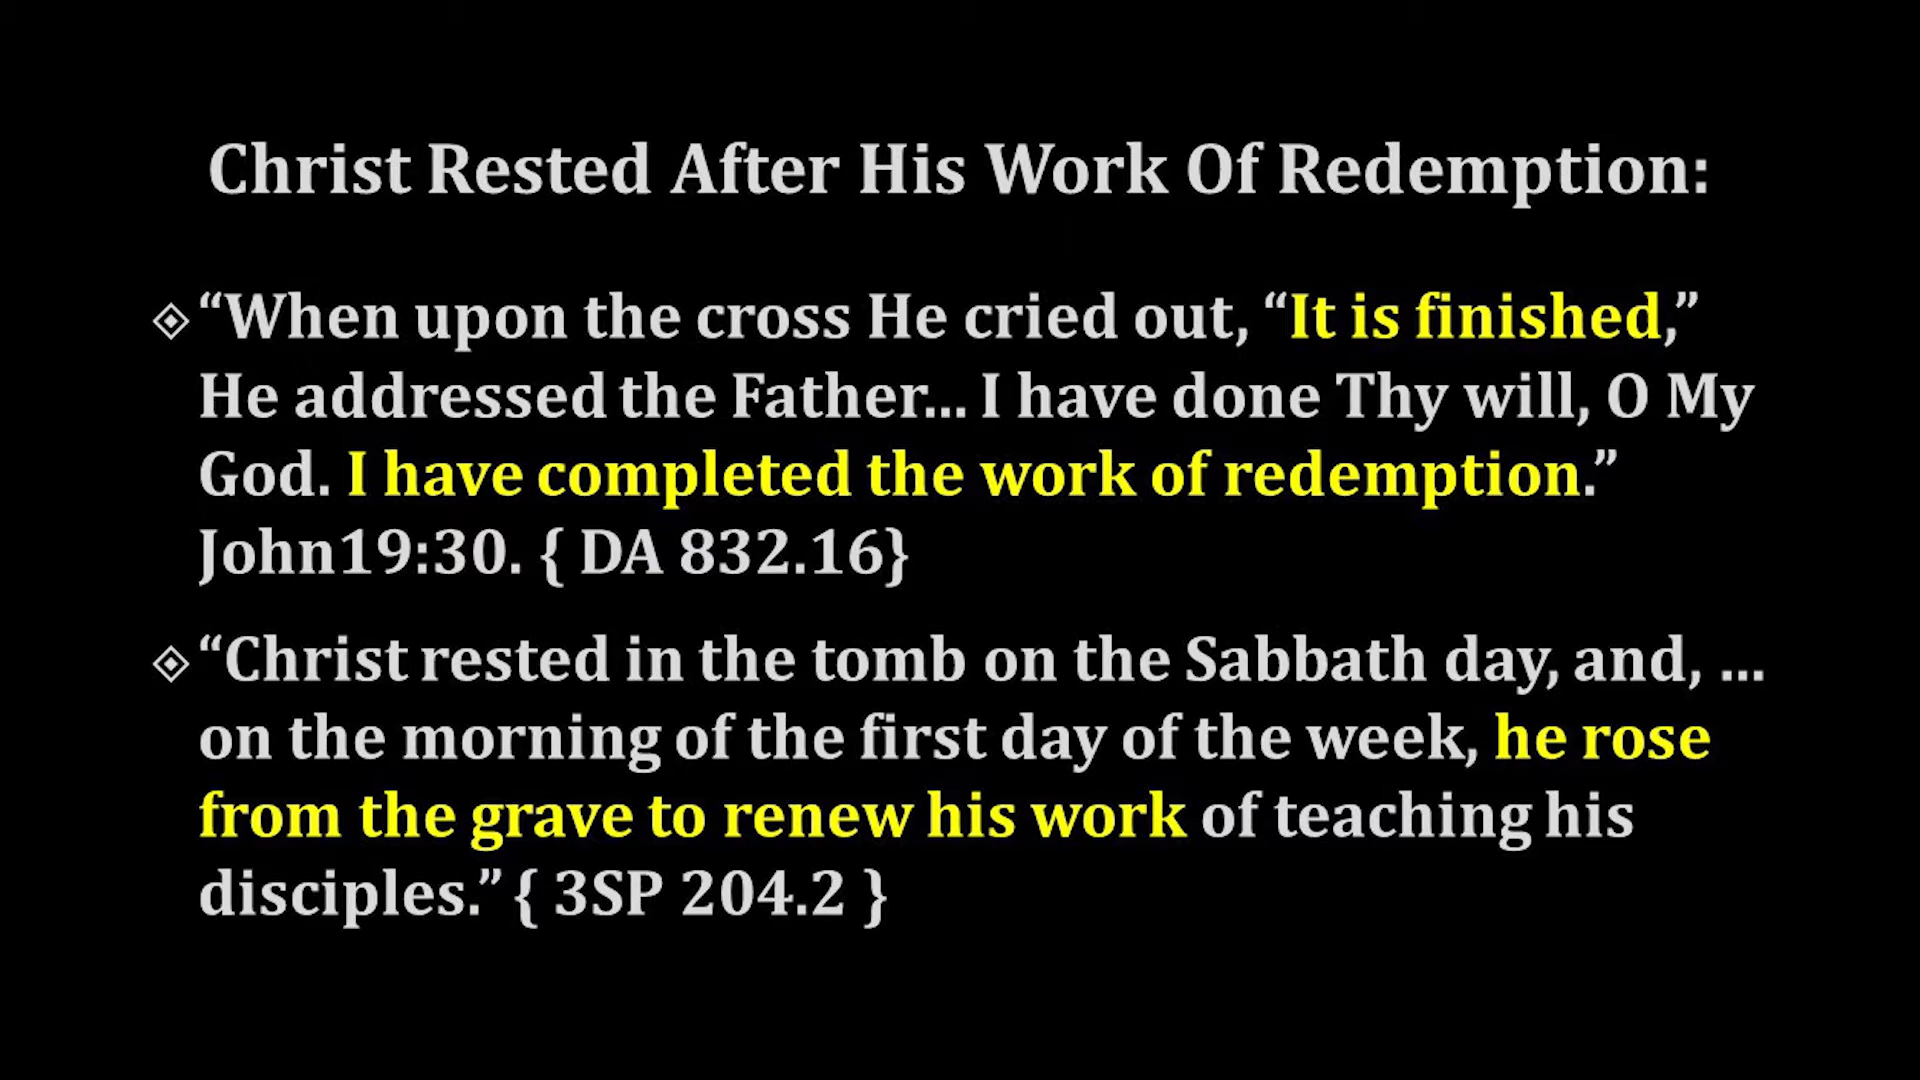 Christ Rested After His Work Of Redemption:
“When upon the cross He cried out, “It is finished,”
He addressed the Father... I have done Thy will, O My
God. I have completed the work of redemption.”
John19:30. { DA 832.16}
“Christ rested in the tomb on the Sabbath day, and, ...
on the morning of the first day of the week, he rose
from the grave to renew his work of teaching his
disciples.” { 3SP 204.2 }